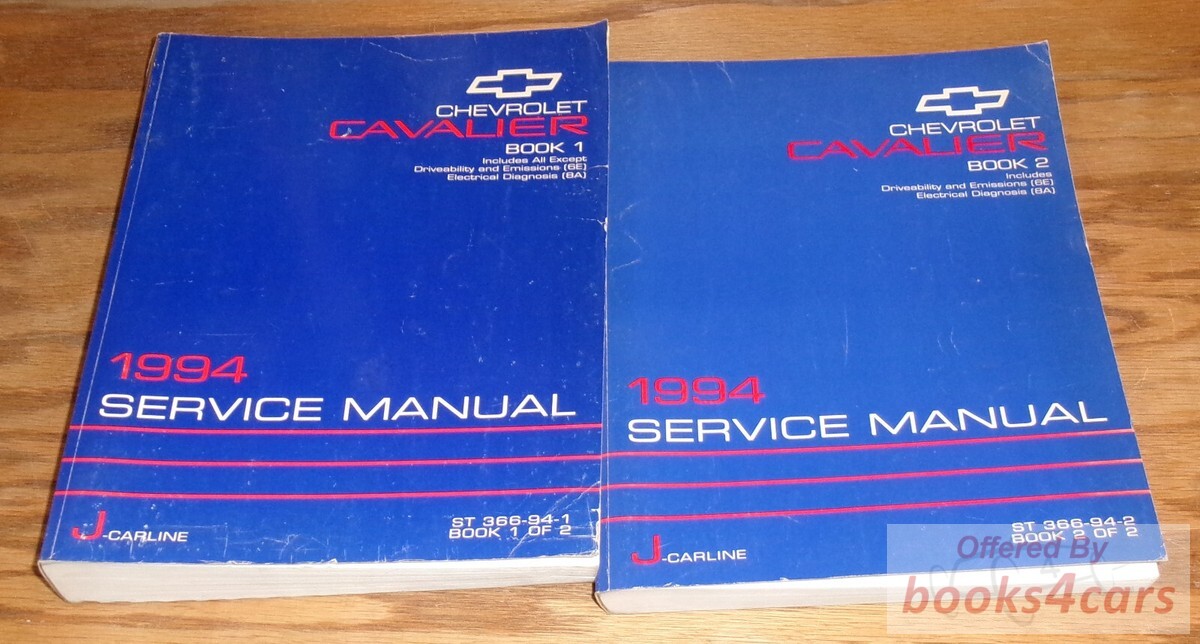 CHEVROLET
CAVALIER
BOOK 1
Includes All Except
Driveability and Emissions (6E)
Electrical Diagnosis (8A)
1994
SERVICE MANUAL
J-CARLINE
ST 366-94-1
BOOK 1 OF 2
CHEVROLET
CAVALIER
BOOK 2
Includes
Driveability and Emissions (6E)
Electrical Diagnosis (8A)
1994
SERVICE MANUAL
J-CARLINE
ST 366-94-2
BOOK 2 OF 2
Offered By
books4cars